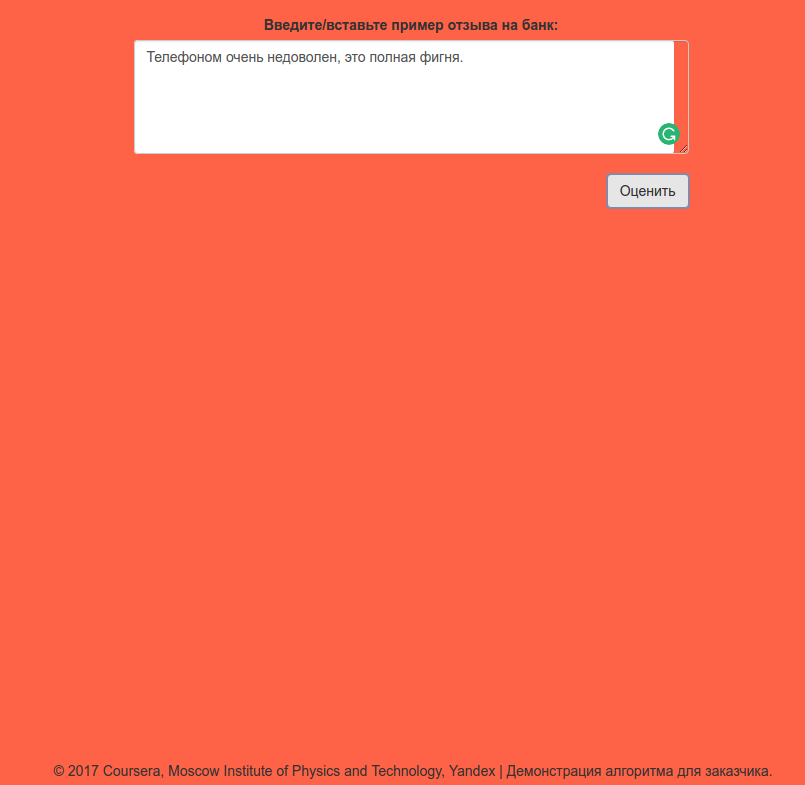 Введите/вставьте пример отзыва на банк:
Телефоном очень недоволен, это полная фигня.
Оценить
© 2017 Coursera, Moscow Institute of Physics and Technology, Yandex | Демонстрация алгоритма для заказчика.